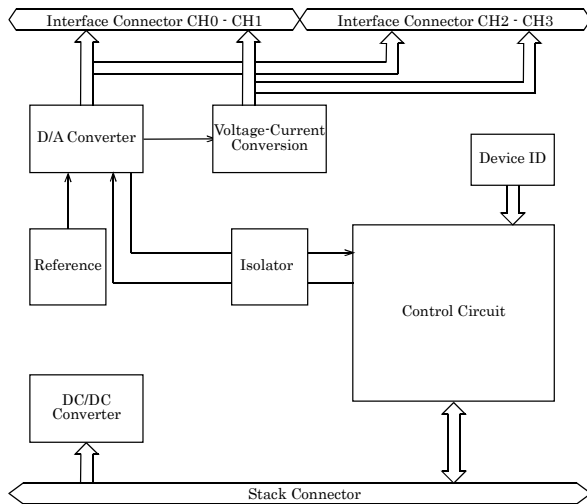 Interface Connector CH0 - CH1
Interface Connector CH2 - CH3
D/A Converter
Voltage-Current
Conversion
Device ID
Reference
Isolator
Control Circuit
DC/DC
Converter
Stack Connector